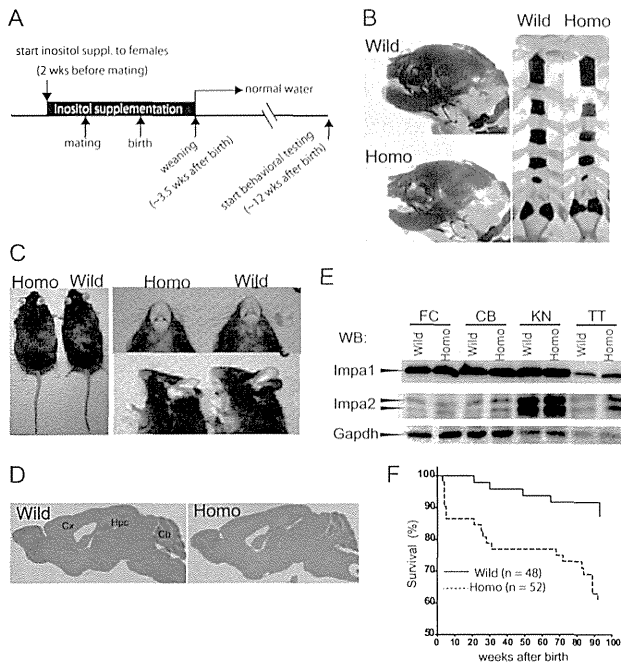 A
start inositol suppl. to females
(2 wks before mating)
normal water
Inositol supplementation
mating
birth
weaning
(~3.5 wks after birth)
start behavioral testing
(~12 wks after birth)
B
Wild
Homo
Wild Homo
C
Homo Wild
Homo Wild
D
Wild
Cx
Hpc
Cb
Homo
E
FC CB KN TT
WB:
Wild Homo Wild Homo Wild Homo Wild Homo
Impa1
Impa2
Gapdh
F
Survival (%)
100
90
80
70
60
50
Wild (n = 48)
Homo (n = 52)
0 10 20 30 40 50 60 70 80 90 100
weeks after birth